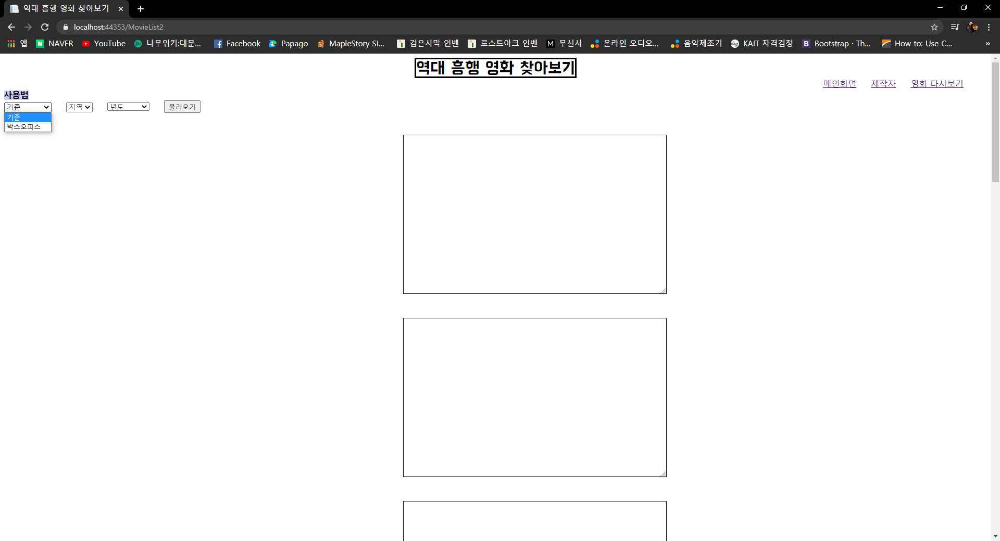 역대 흥행 영화 찾아보기
localhost:44353/MovieList2
앱 NAVER YouTube 나무위키:대문... Facebook Papago MapleStory Si... 검은사막 인벤 로스트아크 인벤 무신사 온라인 오디오... 음악제조기 KAIT 자격검정 Bootstrap · Th... How to: Use C... »
역대 흥행 영화 찾아보기
메인화면 제작자 영화 다시보기
사용법
기준 지역 년도 불러오기
기준
박스오피스